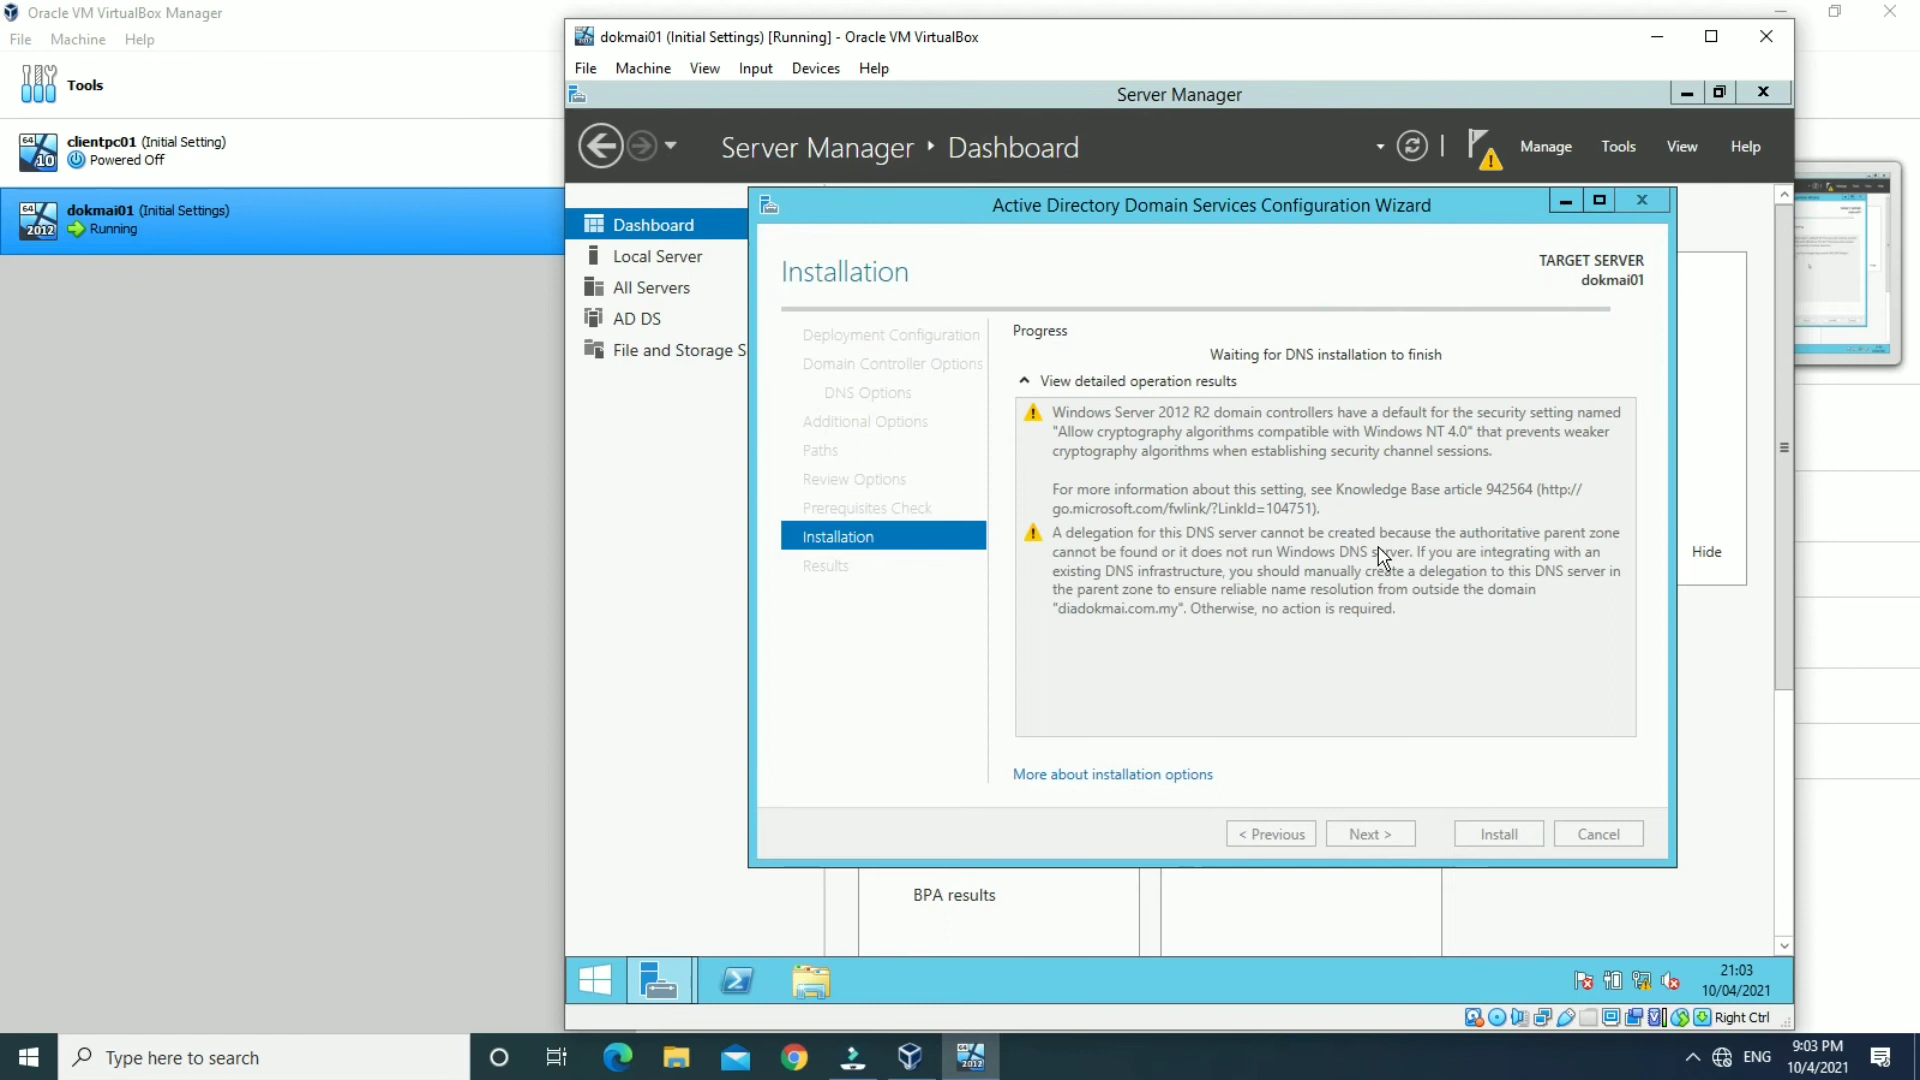 Oracle VM VirtualBox Manager
File Machine Help
Tools
64 10 clientpc01 (Initial Setting)
Powered Off
64 2012 dokmai01 (Initial Settings)
Running
dokmai01 (Initial Settings) [Running] - Oracle VM VirtualBox
File Machine View Input Devices Help
Server Manager
Server Manager Dashboard
Manage Tools View Help
Dashboard
Local Server
All Servers
AD DS
File and Storage S
Active Directory Domain Services Configuration Wizard
Installation
TARGET SERVER
dokmai01
Deployment Configuration
Domain Controller Options
DNS Options
Additional Options
Paths
Review Options
Prerequisites Check
Installation
Results
Progress
Waiting for DNS installation to finish
View detailed operation results
Windows Server 2012 R2 domain controllers have a default for the security setting named
"Allow cryptography algorithms compatible with Windows NT 4.0" that prevents weaker
cryptography algorithms when establishing security channel sessions.
For more information about this setting, see Knowledge Base article 942564 (http://
go.microsoft.com/fwlink/?LinkId=104751).
A delegation for this DNS server cannot be created because the authoritative parent zone
cannot be found or it does not run Windows DNS server. If you are integrating with an
existing DNS infrastructure, you should manually create a delegation to this DNS server in
the parent zone to ensure reliable name resolution from outside the domain
"diadokmai.com.my". Otherwise, no action is required.
More about installation options
< Previous Next > Install Cancel
Hide
BPA results
21:03
10/04/2021
Right Ctrl
Type here to search
64 2012
ENG
9:03 PM
10/4/2021